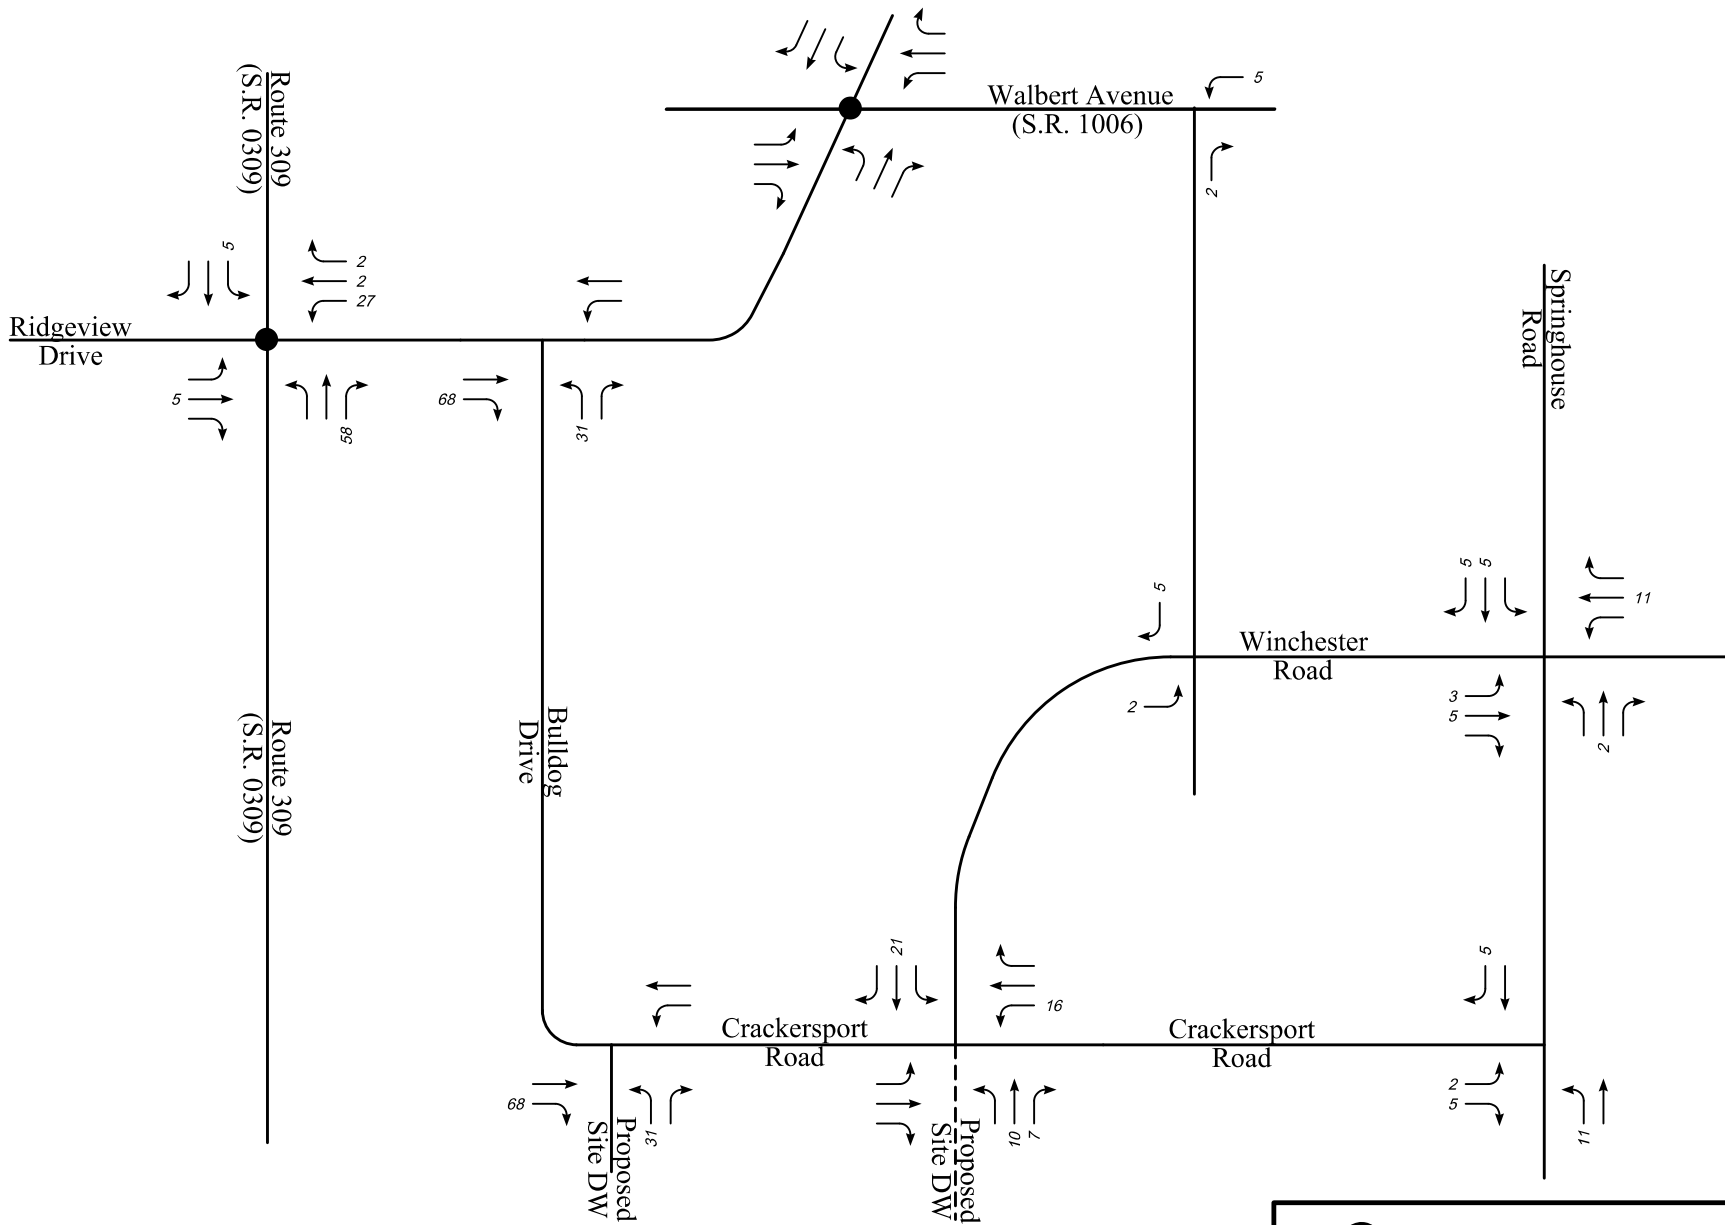 5
Walbert Avenue
(S.R. 1006)
2
Route 309
(S.R. 0309)
5
2
2
27
Ridgeview
Drive
5
58
68
31
Springhouse
Road
5
5
11
5
Winchester
Road
2
3
5
2
Route 309
(S.R. 0309)
Bulldog
Drive
21
16
5
Crackersport
Road
Crackersport
Road
68
31
Proposed
Site DW
10
7
Proposed
Site DW
2
5
11